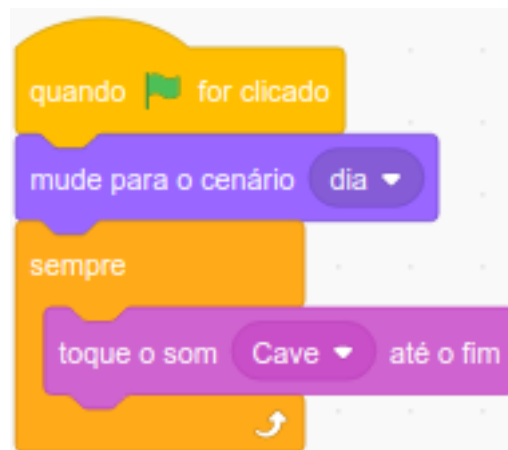 quando for clicado
mude para o cenário dia
sempre
toque o som Cave até o fim